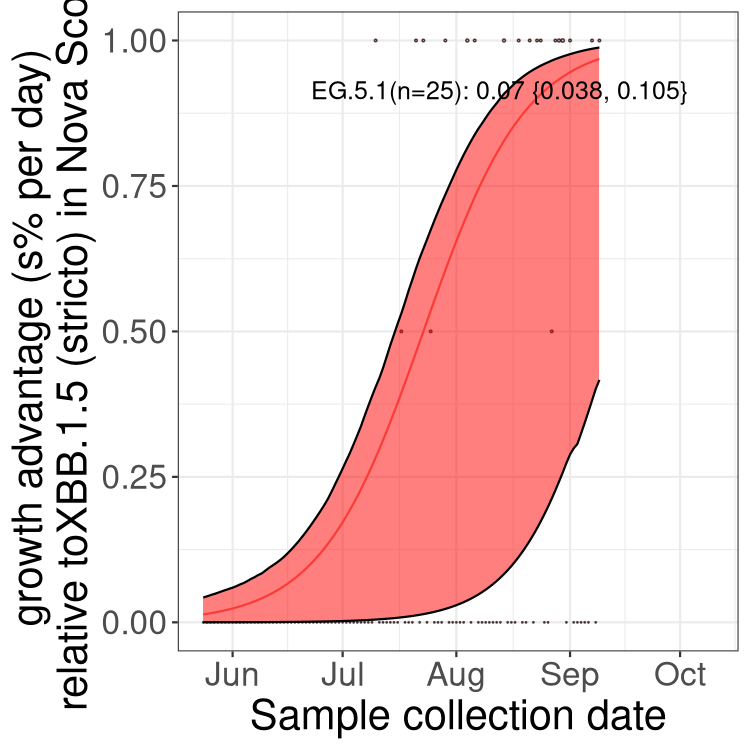 growth advantage (s% per day)
relative toXBB.1.5 (stricto) in Nova Sco
1.00
0.75
0.50
0.25
0.00
EG.5.1(n=25): 0.07 {0.038, 0.105}
Jun Jul Aug Sep Oct
Sample collection date